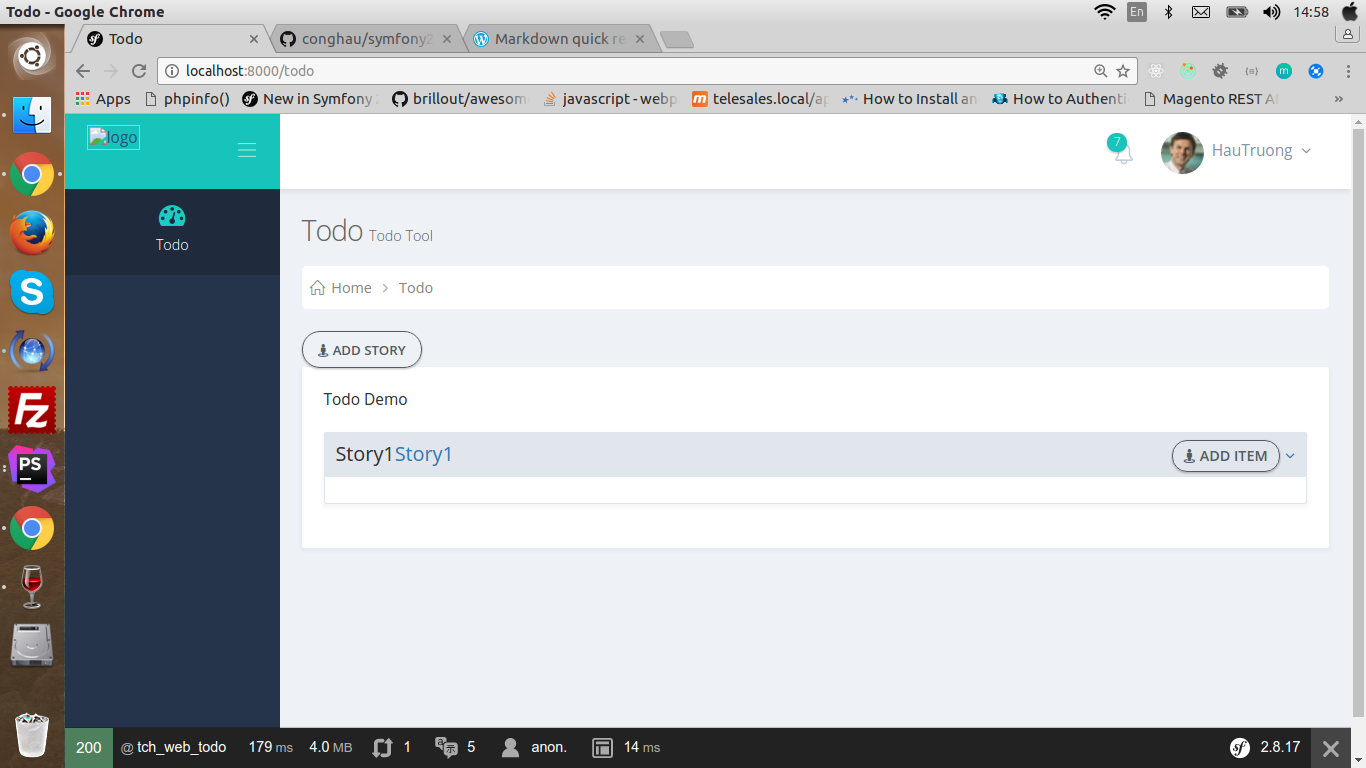 Todo - Google Chrome
En
14:58
Todo
conghau/symfony2
Markdown quick re
localhost:8000/todo
m
Apps
phpinfo()
New in Symfony
brillout/awesom
javascript - webp
telesales.local/ap
How to Install an
How to Authenti
Magento REST A
»
logo
7
HauTruong
Todo
Todo Todo Tool
Home
Todo
ADD STORY
Todo Demo
Story1Story1
ADD ITEM
S
Fz
PS
200
@ tch_web_todo
179 ms
4.0 MB
1
5
anon.
14 ms
sf
2.8.17